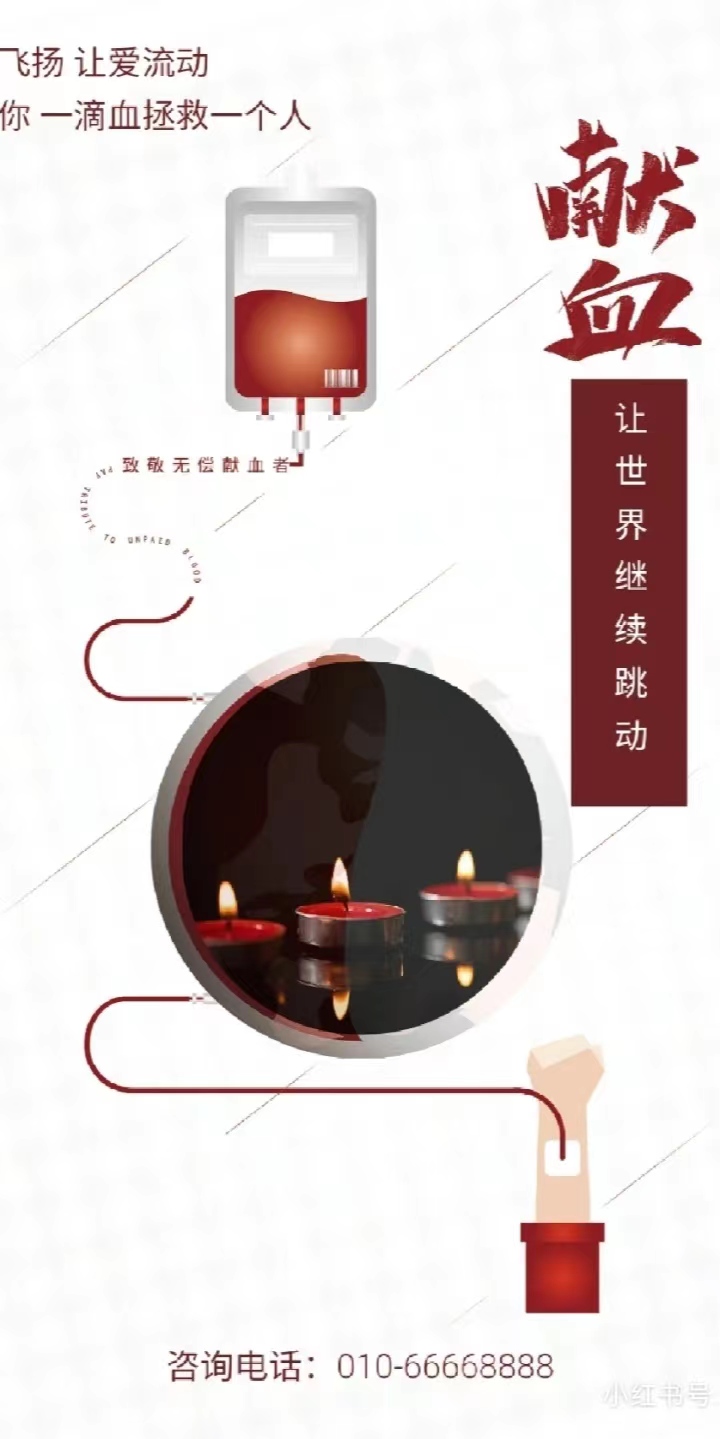 飞扬 让爱流动
你 一滴血拯救一个人
献血
让世界继续跳动
致敬无偿献血者
PAY TRIBUTE TO UNPAID BLOOD
咨询电话：010-66668888
小红书号